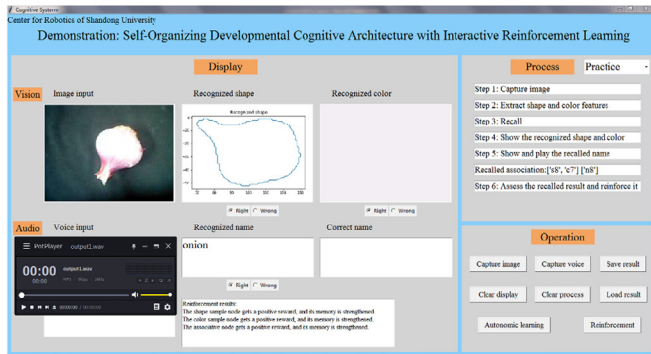 Cognitive System
Center for Robotics of Shandong University
Demonstration: Self-Organizing Developmental Cognitive Architecture with Interactive Reinforcement Learning
Display
Vision
Image input
Recognized shape
Recognized color
Recognized shape
Right Wrong
Right Wrong
Audio
Voice input
Recognized name
Correct name
PotPlayer output1.wav
00:00
00:00
output1.wav
onion
Right Wrong
Reinforcement results:
The shape sample node gets a positive reward, and its memory is strengthened.
The color sample node gets a positive reward, and its memory is strengthened.
The associative node gets a positive reward, and its memory is strengthened.
Process
Practice
Step 1: Capture image
Step 2: Extract shape and color features
Step 3: Recall
Step 4: Show the recognized shape and color
Step 5: Show and play the recalled name
Recalled association:['s8', 'c7'] ['n8']
Step 6: Assess the recalled result and reinforce it
Operation
Capture image
Capture voice
Save result
Clear display
Clear process
Load result
Autonomic learning
Reinforcement